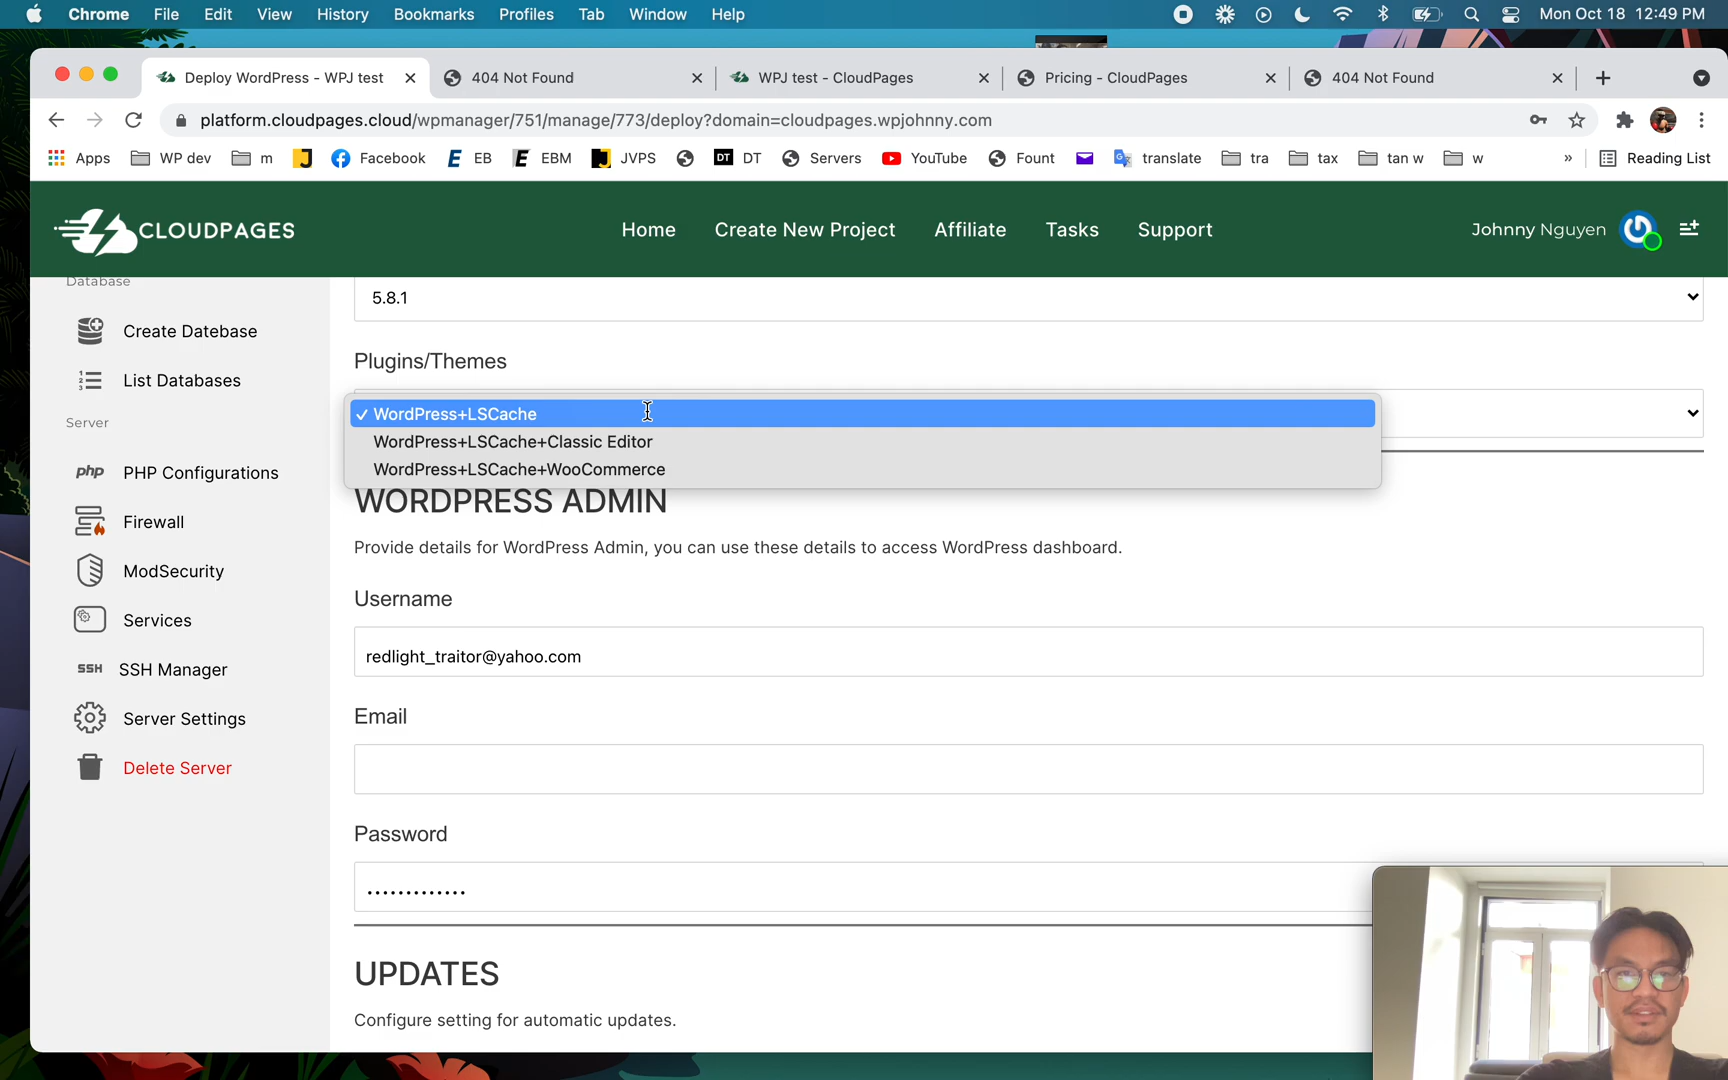 Chrome File Edit View History Bookmarks Profiles Tab Window Help Mon Oct 18 12:49 PM
Deploy WordPress - WPJ test 404 Not Found WPJ test - CloudPages Pricing - CloudPages 404 Not Found
platform.cloudpages.cloud/wpmanager/751/manage/773/deploy?domain=cloudpages.wpjohnny.com
Apps WP dev m J Facebook E EB E EBM J JVPS DT DT Servers YouTube Fount translate tra tax tan w w » Reading List
CLOUDPAGES Home Create New Project Affiliate Tasks Support Johnny Nguyen
Database
Create Datebase
List Databases
Server
php PHP Configurations
Firewall
ModSecurity
Services
SSH SSH Manager
Server Settings
Delete Server
5.8.1
Plugins/Themes
✓ WordPress+LSCache
WordPress+LSCache+Classic Editor
WordPress+LSCache+WooCommerce
WORDPRESS ADMIN
Provide details for WordPress Admin, you can use these details to access WordPress dashboard.
Username
redlight_traitor@yahoo.com
Email
Password
•••••••••••••
UPDATES
Configure setting for automatic updates.